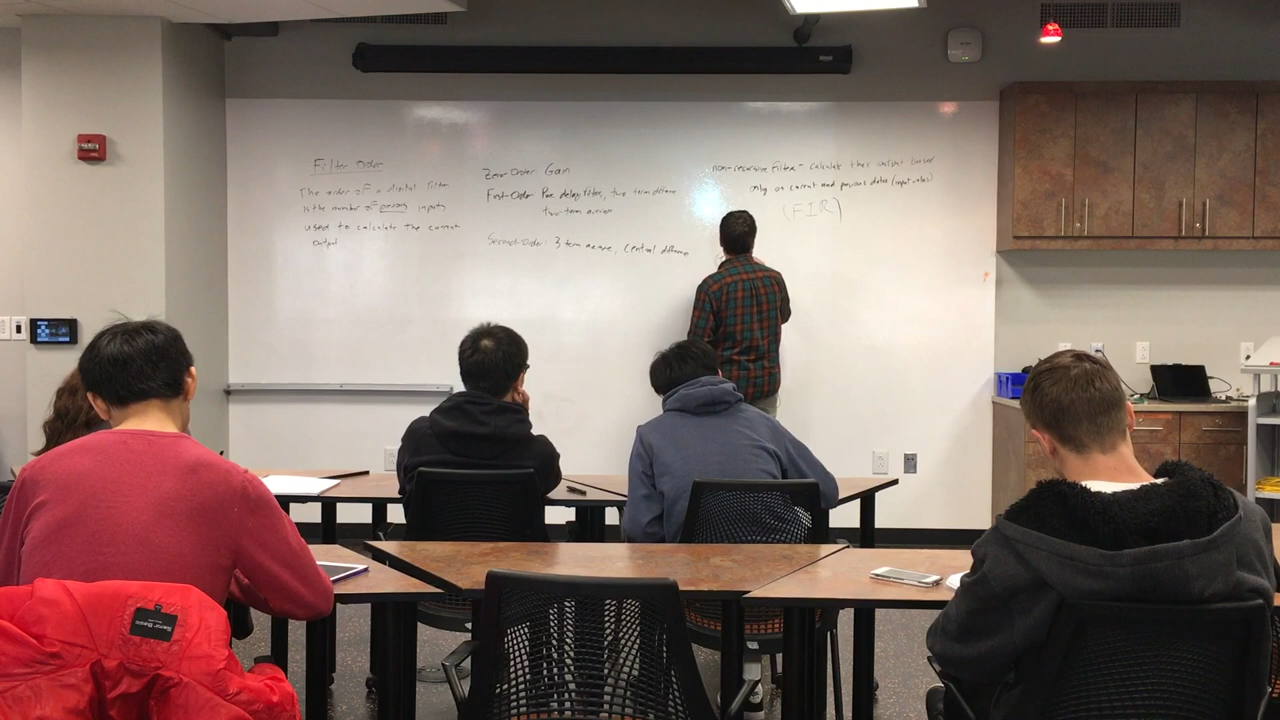 Filter Order
The order of a digital filter
is the number of previous inputs
used to calculate the current
output
Zero Order Gain
First-Order Pure delay filters, two term difference
two-term average
Second-Order: 3 term average, central difference
non-recursive filter - calculate their output based
only on current and previous data (input values)
(FIR)